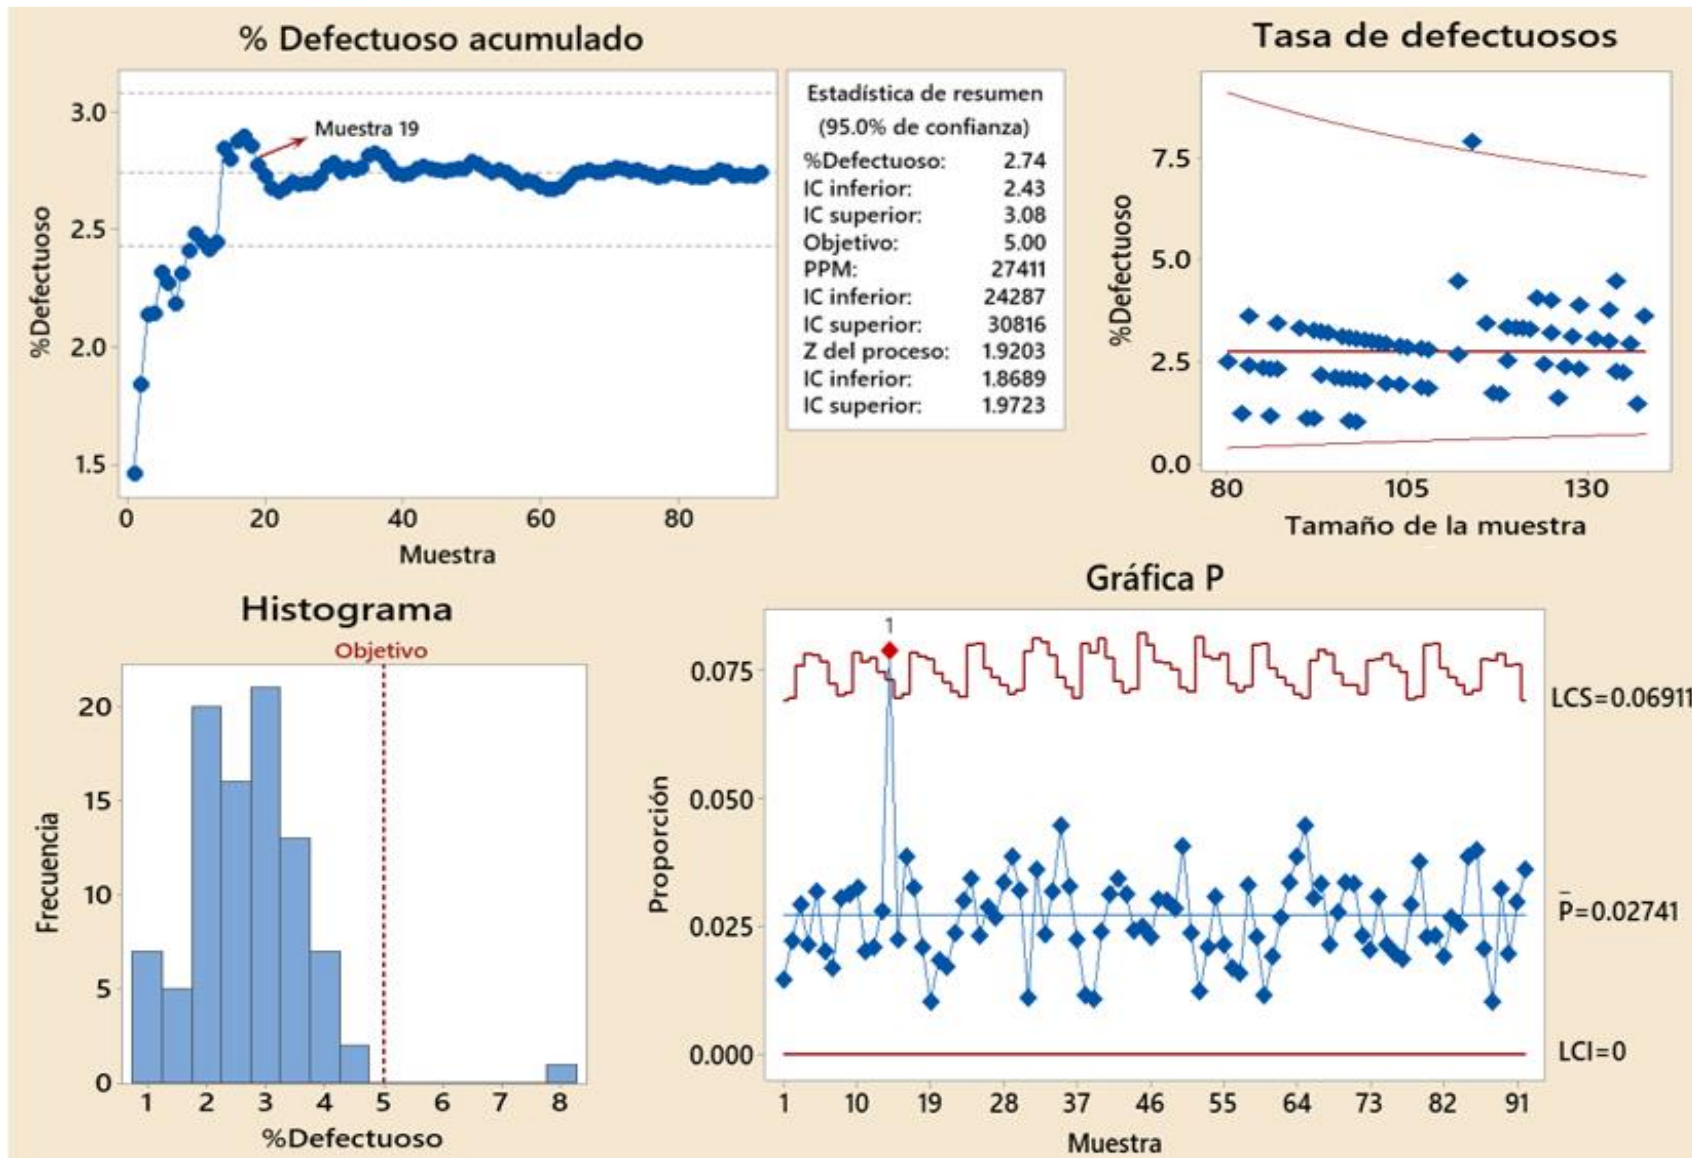 % Defectuoso acumulado
%Defectuoso
3.0
2.5
2.0
1.5
Muestra 19
0 20 40 60 80
Muestra
Estadística de resumen
(95.0% de confianza)
%Defectuoso: 2.74
IC inferior: 2.43
IC superior: 3.08
Objetivo: 5.00
PPM: 27411
IC inferior: 24287
IC superior: 30816
Z del proceso: 1.9203
IC inferior: 1.8689
IC superior: 1.9723
Tasa de defectuosos
%Defectuoso
7.5
5.0
2.5
0.0
80 105 130
Tamaño de la muestra
Histograma
Objetivo
Frecuencia
20
15
10
5
0
1 2 3 4 5 6 7 8
%Defectuoso
Gráfica P
1
Proporción
0.075
0.050
0.025
0.000
LCS=0.06911
P̄=0.02741
LCI=0
1 10 19 28 37 46 55 64 73 82 91
Muestra